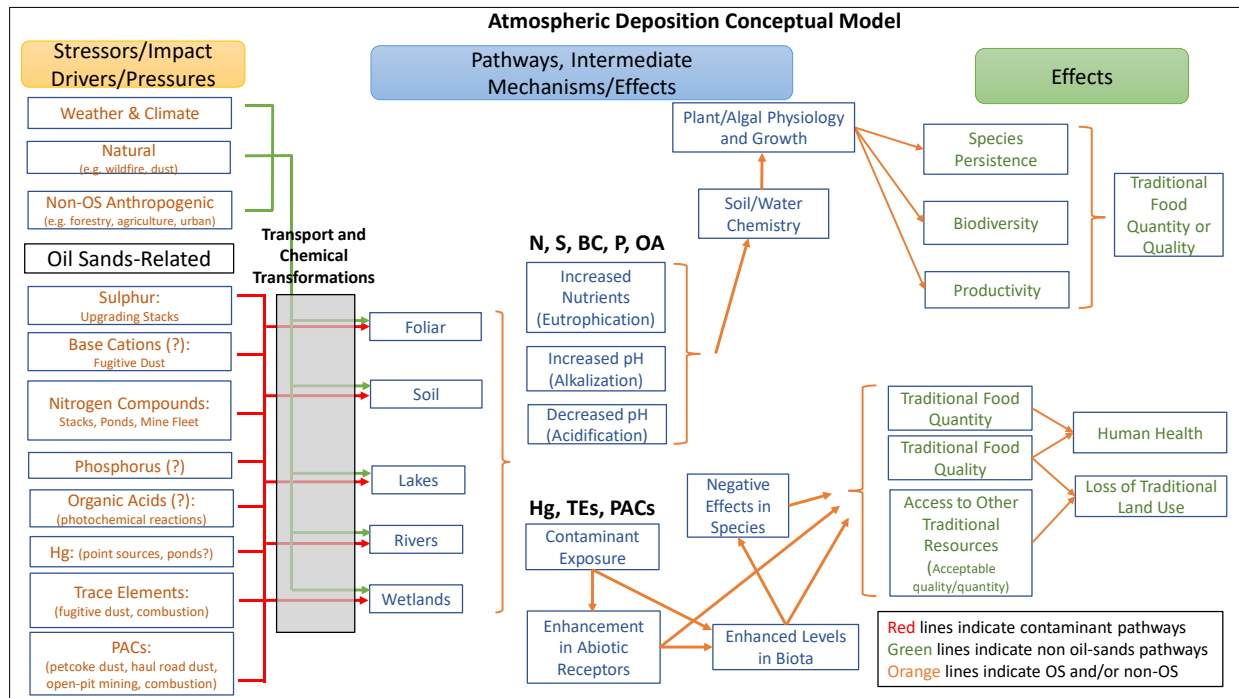 Atmospheric Deposition Conceptual Model
Stressors/Impact
Drivers/Pressures
Weather & Climate
Natural
(e.g. wildfire, dust)
Non-OS Anthropogenic
(e.g. forestry, agriculture, urban)
Oil Sands-Related
Sulphur:
Upgrading Stacks
Base Cations (?):
Fugitive Dust
Nitrogen Compounds:
Stacks, Ponds, Mine Fleet
Phosphorus (?)
Organic Acids (?):
(photochemical reactions)
Hg: (point sources, ponds?)
Trace Elements:
(fugitive dust, combustion)
PACs:
(petcoke dust, haul road dust,
open-pit mining, combustion)
Transport and
Chemical
Transformations
Pathways, Intermediate
Mechanisms/Effects
Foliar
Soil
Lakes
Rivers
Wetlands
N, S, BC, P, OA
Increased
Nutrients
(Eutrophication)
Increased pH
(Alkalization)
Decreased pH
(Acidification)
Soil/Water
Chemistry
Plant/Algal Physiology
and Growth
Hg, TEs, PACs
Contaminant
Exposure
Enhancement
in Abiotic
Receptors
Enhanced Levels
in Biota
Negative
Effects in
Species
Effects
Species
Persistence
Biodiversity
Productivity
Traditional
Food
Quantity or
Quality
Traditional Food
Quantity
Traditional Food
Quality
Access to Other
Traditional
Resources
(Acceptable
quality/quantity)
Human Health
Loss of Traditional
Land Use
Red lines indicate contaminant pathways
Green lines indicate non oil-sands pathways
Orange lines indicate OS and/or non-OS